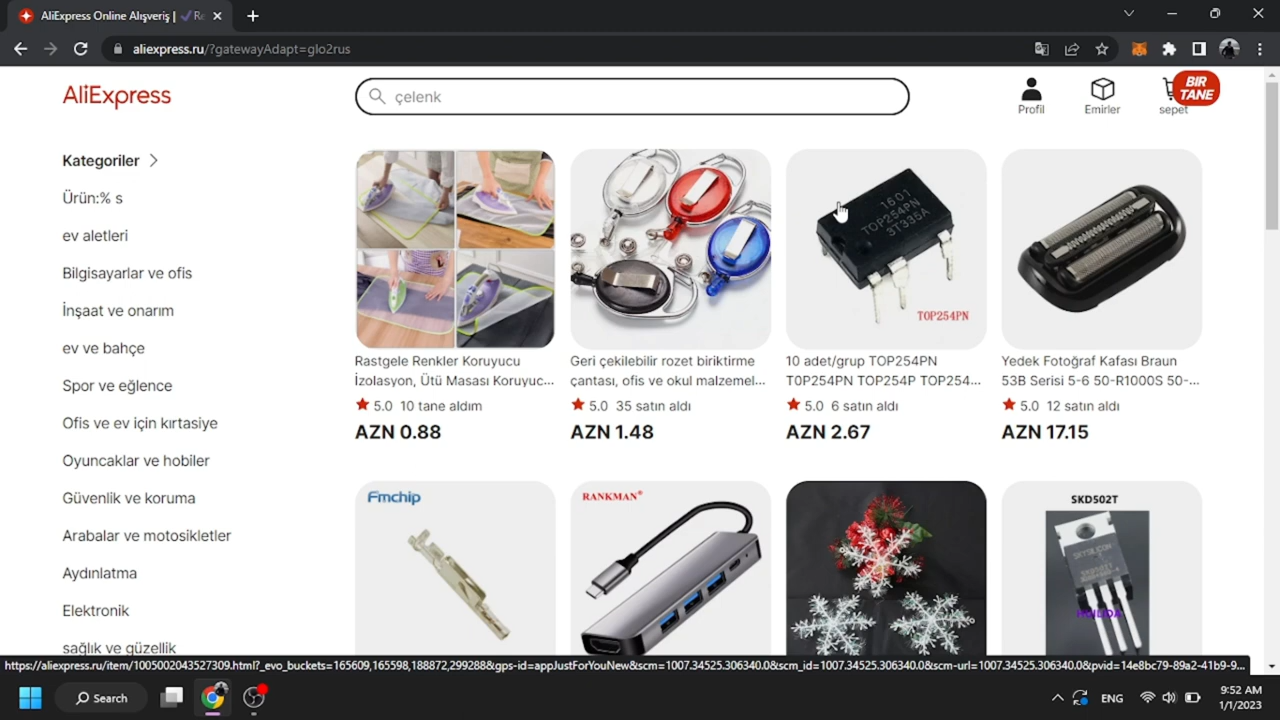 AliExpress Online Alışveriş | ✓Re
aliexpress.ru/?gatewayAdapt=glo2rus
AliExpress
çelenk
Profil
Emirler
sepet
BIR
TANE
Kategoriler
Ürün:% s
ev aletleri
Bilgisayarlar ve ofis
İnşaat ve onarım
ev ve bahçe
Spor ve eğlence
Ofis ve ev için kırtasiye
Oyuncaklar ve hobiler
Güvenlik ve koruma
Arabalar ve motosikletler
Aydınlatma
Elektronik
sağlık ve güzellik
Rastgele Renkler Koruyucu
İzolasyon, Ütü Masası Koruyuc...
5.0 10 tane aldım
AZN 0.88
Geri çekilebilir rozet biriktirme
çantası, ofis ve okul malzemel...
5.0 35 satın aldı
AZN 1.48
1601
TOP254PN
3T335A
TOP254PN
10 adet/grup TOP254PN
T0P254PN TOP254P TOP254...
5.0 6 satın aldı
AZN 2.67
Yedek Fotoğraf Kafası Braun
53B Serisi 5-6 50-R1000S 50-...
5.0 12 satın aldı
AZN 17.15
Fmchip
RANKMAN®
SKD502T
https://aliexpress.ru/item/1005002043527309.html?_evo_buckets=165609,165598,188872,299288&gps-id=appJustForYouNew&scm=1007.34525.306340.0&scm_id=1007.34525.306340.0&scm-url=1007.34525.306340.0&pvid=14e8bc79-89a2-41b9-9...
Search
ENG
9:52 AM
1/1/2023